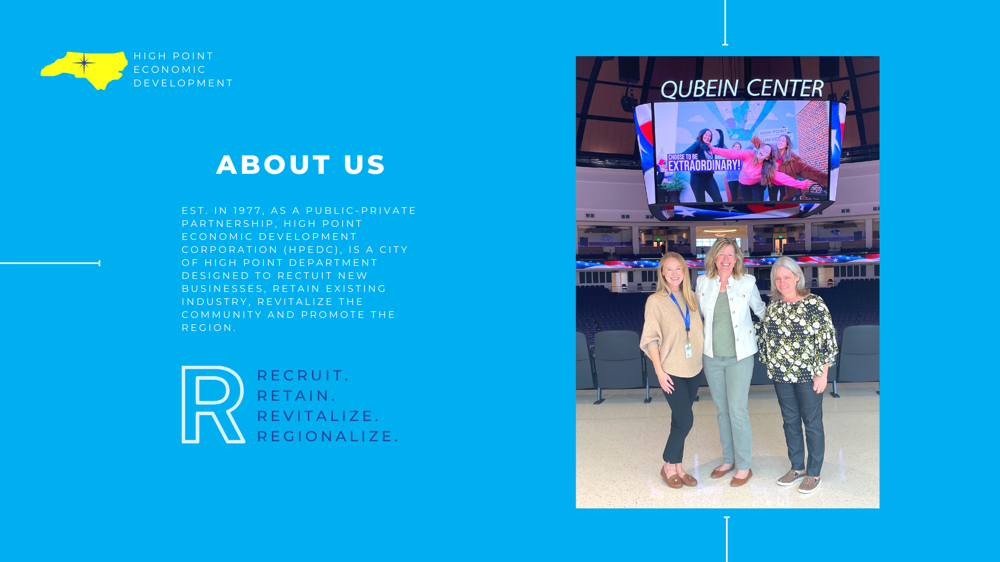 HIGH POINT
ECONOMIC
DEVELOPMENT
ABOUT US
EST. IN 1977, AS A PUBLIC-PRIVATE
PARTNERSHIP, HIGH POINT
ECONOMIC DEVELOPMENT
CORPORATION (HPEDC), IS A CITY
OF HIGH POINT DEPARTMENT
DESIGNED TO RECTUIT NEW
BUSINESSES, RETAIN EXISTING
INDUSTRY, REVITALIZE THE
COMMUNITY AND PROMOTE THE
REGION.
R
RECRUIT.
RETAIN.
REVITALIZE.
REGIONALIZE.
QUBEIN CENTER
HIGH POINT
CHOOSE TO BE
EXTRAORDINARY!